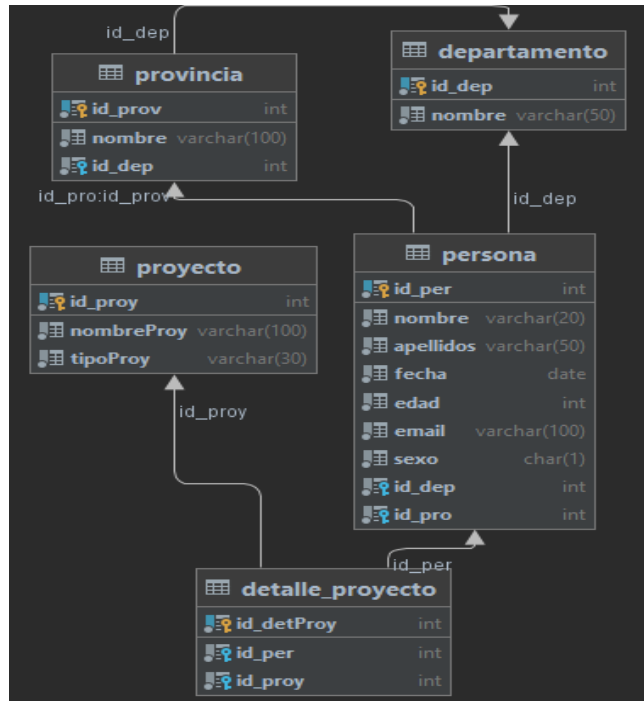 id_dep
departamento
id_dep int
nombre varchar(50)
provincia
id_prov int
nombre varchar(100)
id_dep int
id_pro:id_prov
id_dep
persona
id_per int
nombre varchar(20)
apellidos varchar(50)
fecha date
edad int
email varchar(100)
sexo char(1)
id_dep int
id_pro int
proyecto
id_proy int
nombreProy varchar(100)
tipoProy varchar(30)
id_proy
id_per
detalle_proyecto
id_detProy int
id_per int
id_proy int